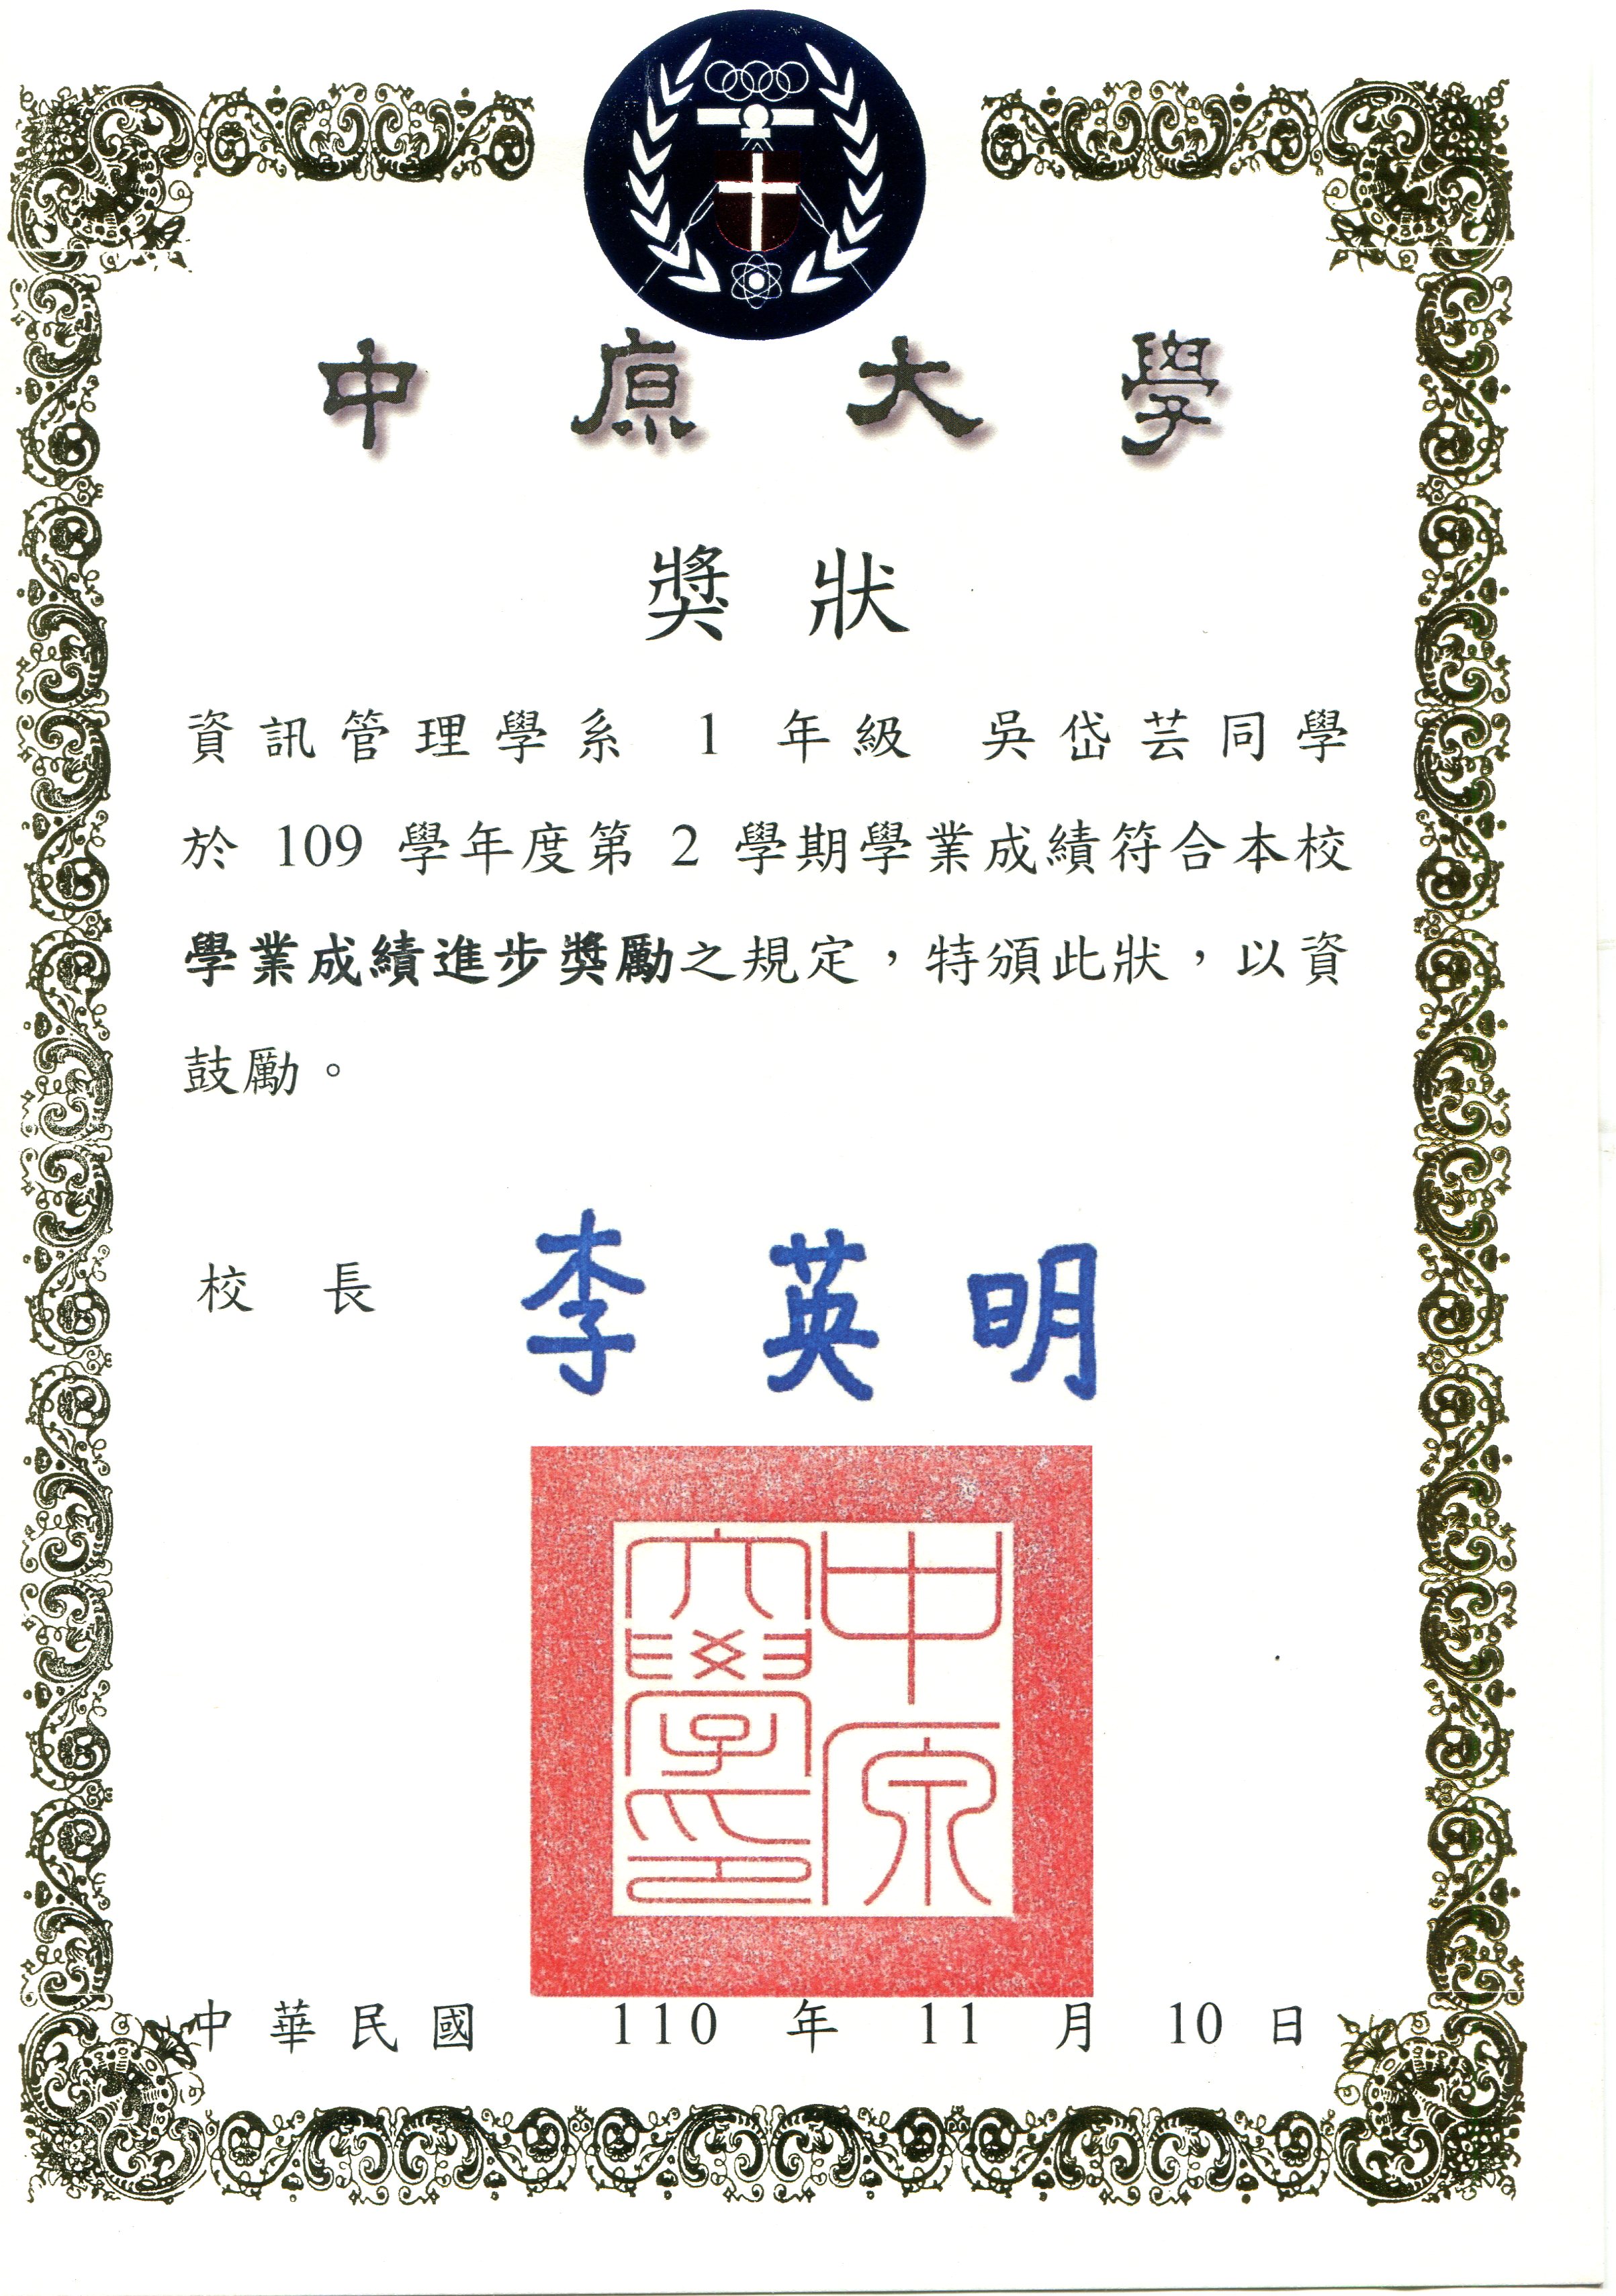 中原大學
獎狀
資訊管理學系 1 年級 吳岱芸同學
於 109 學年度第 2 學期學業成績符合本校
學業成績進步獎勵之規定，特頒此狀，以資
鼓勵。
校長 李英明
中原大學印
中華民國 110 年 11 月 10 日